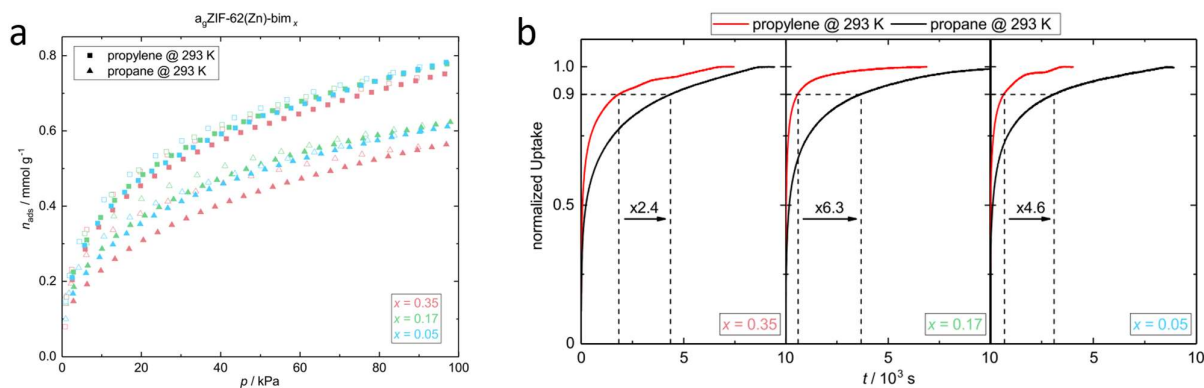 a
a_gZIF-62(Zn)-bim_x
propylene @ 293 K
propane @ 293 K
n_ads / mmol g⁻¹
0.8
0.6
0.4
0.2
0.0
x = 0.35
x = 0.17
x = 0.05
0 20 40 60 80 100
p / kPa
b
propylene @ 293 K propane @ 293 K
normalized Uptake
1.0
0.9
0.5
0
x2.4 x6.3 x4.6
x = 0.35 x = 0.17 x = 0.05
0 5 10 5 10 5 10
t / 10³ s